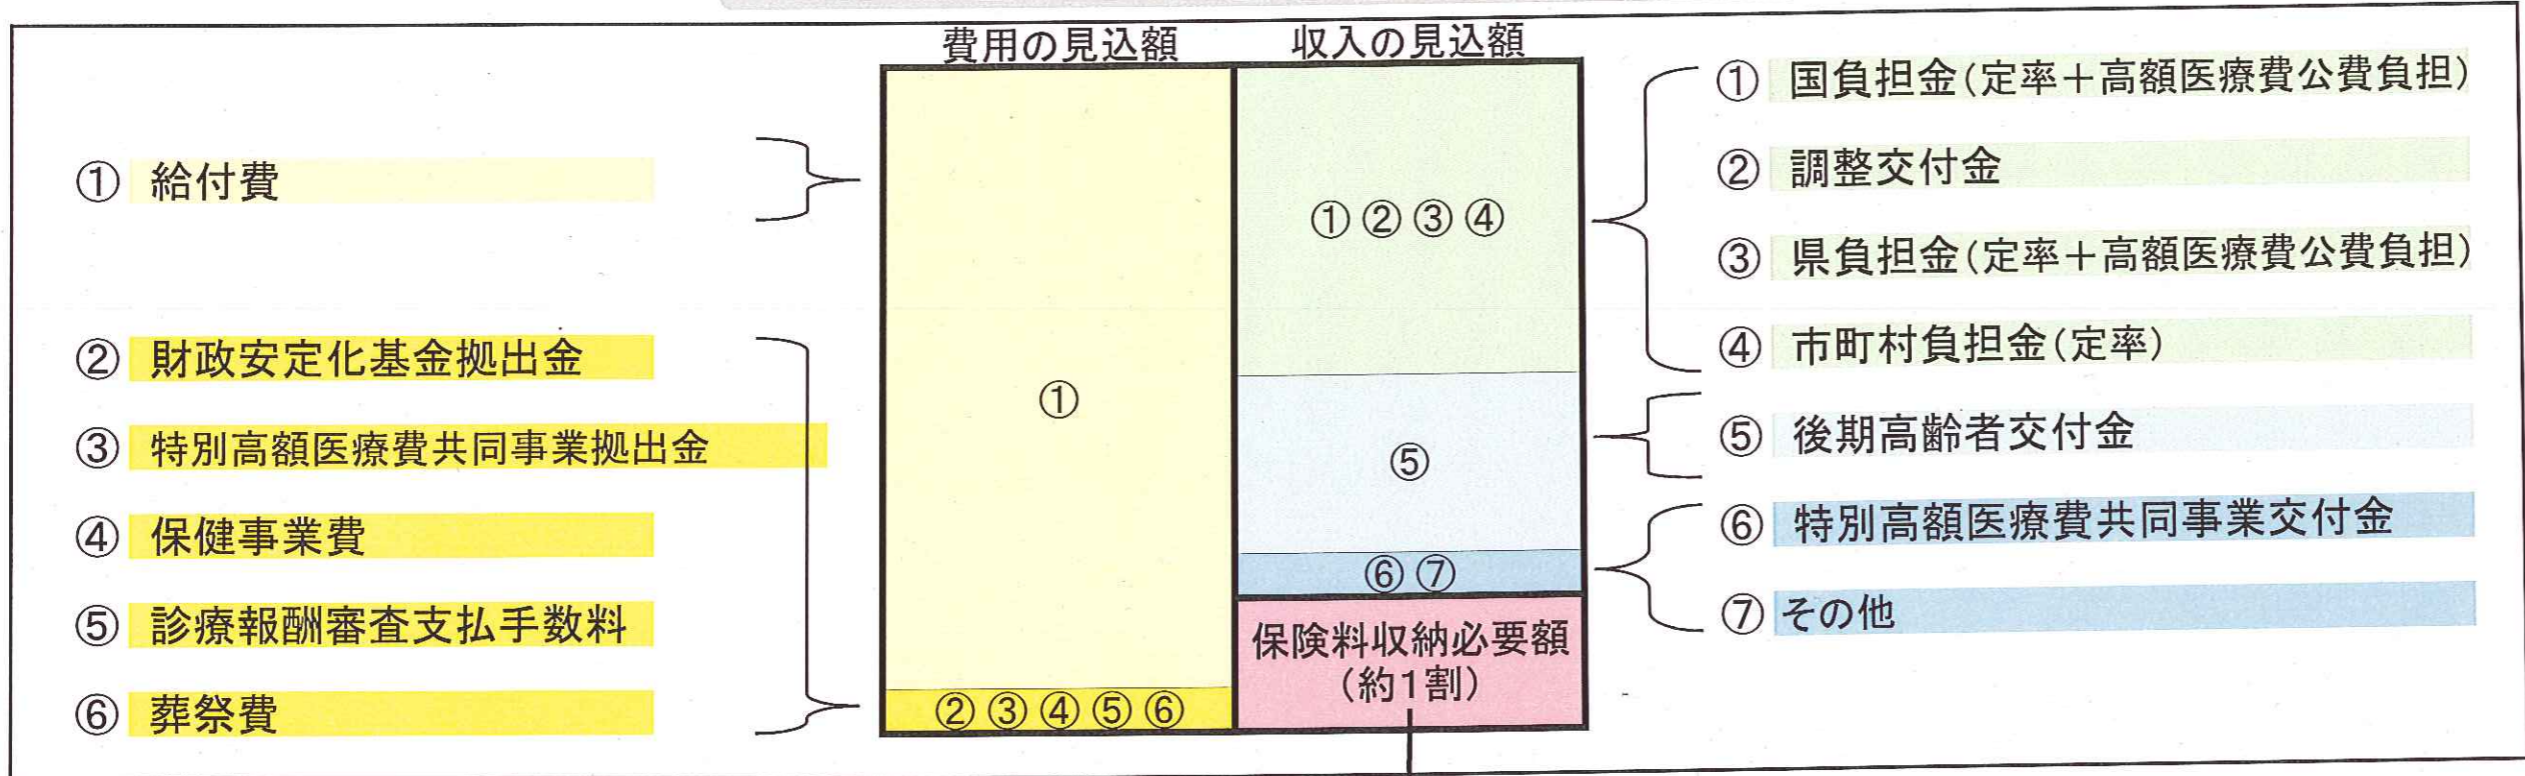 費用の見込額
収入の見込額
① 給付費
② 財政安定化基金拠出金
③ 特別高額医療費共同事業拠出金
④ 保健事業費
⑤ 診療報酬審査支払手数料
⑥ 葬祭費
①
②③④⑤⑥
①②③④
⑤
⑥⑦
保険料収納必要額
(約1割)
① 国負担金(定率＋高額医療費公費負担)
② 調整交付金
③ 県負担金(定率＋高額医療費公費負担)
④ 市町村負担金(定率)
⑤ 後期高齢者交付金
⑥ 特別高額医療費共同事業交付金
⑦ その他